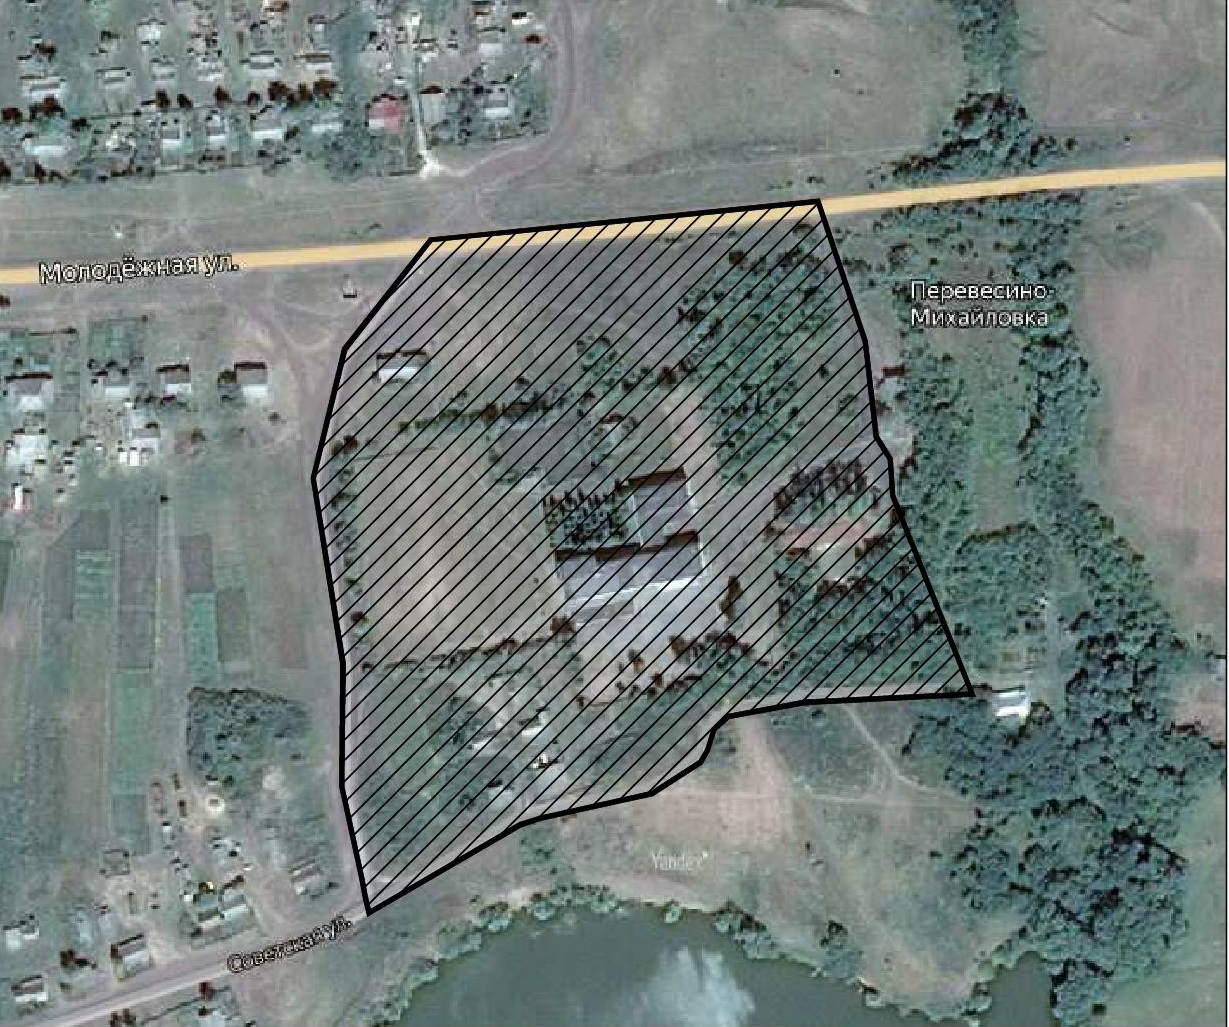 Молодёжная ул.
Перевесино-
Михайловка
Yandex
Советская ул.